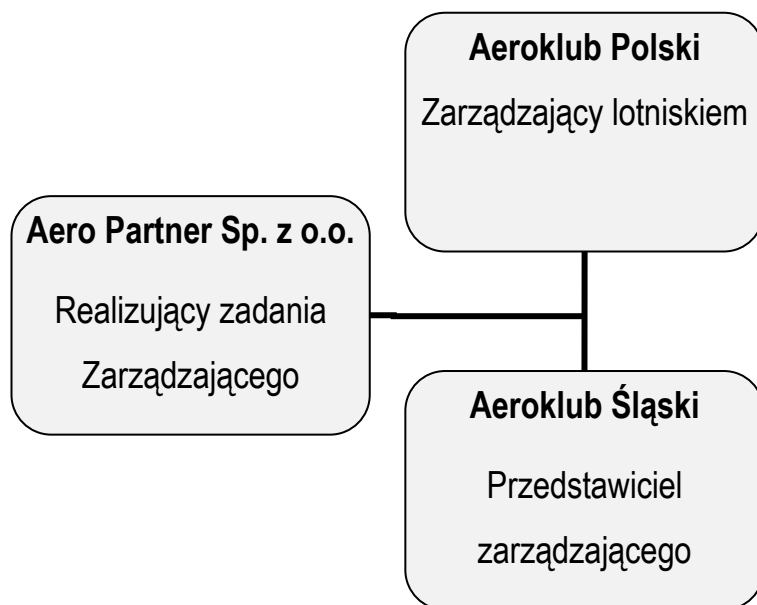 Aeroklub Polski
Zarządzający lotniskiem
Aero Partner Sp. z o.o.
Realizujący zadania
Zarządzającego
Aeroklub Śląski
Przedstawiciel
zarządzającego